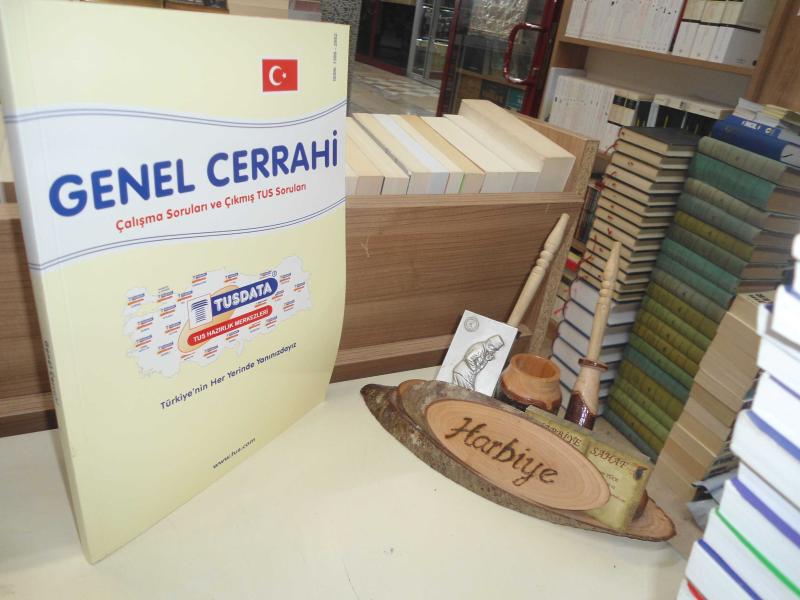 GENEL CERRAHİ
Çalışma Soruları ve Çıkmış TUS Soruları
TUSDATA
TUS HAZIRLIK MERKEZLERİ
Türkiye'nin Her Yerinde Yanınızdayız
www.tus.com
Harbiye
SAHAF